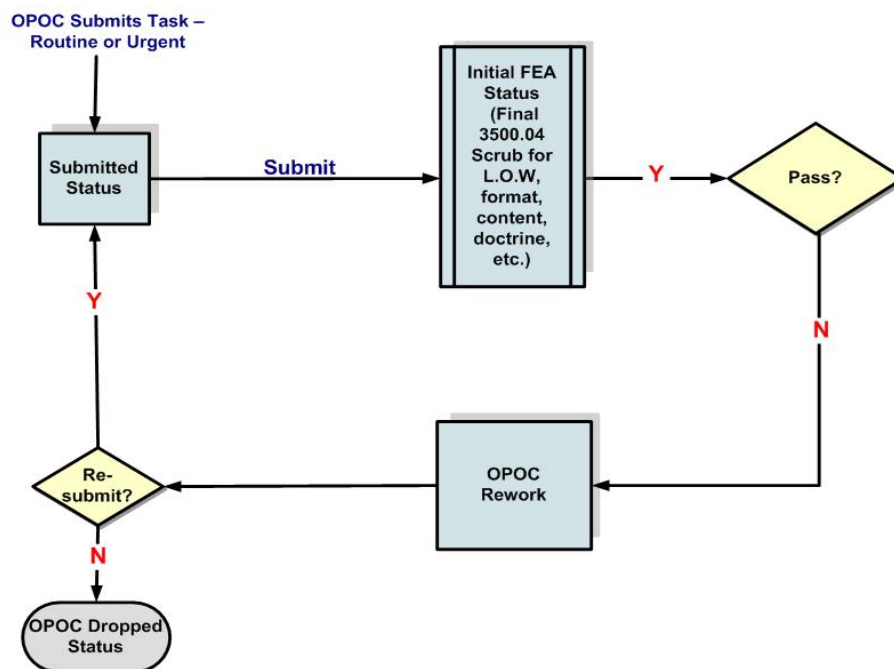 OPOC Submits Task –
Routine or Urgent
Submitted
Status
Submit
Initial FEA
Status
(Final
3500.04
Scrub for
L.O.W,
format,
content,
doctrine,
etc.)
Y
Pass?
N
OPOC
Rework
Re-
submit?
Y
N
OPOC Dropped
Status